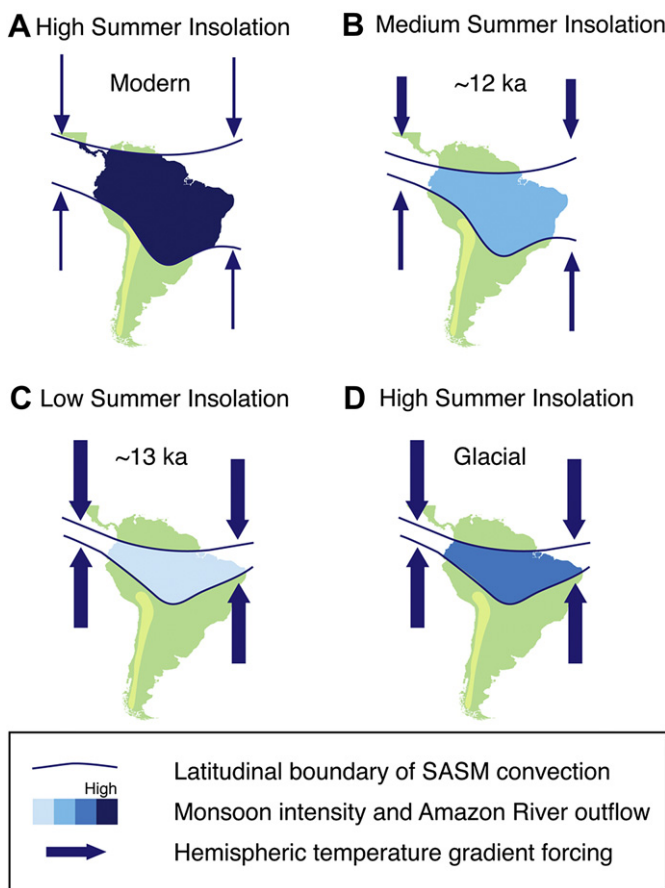 A High Summer Insolation
Modern
B Medium Summer Insolation
~12 ka
C Low Summer Insolation
~13 ka
D High Summer Insolation
Glacial
Latitudinal boundary of SASM convection
High
Monsoon intensity and Amazon River outflow
Hemispheric temperature gradient forcing